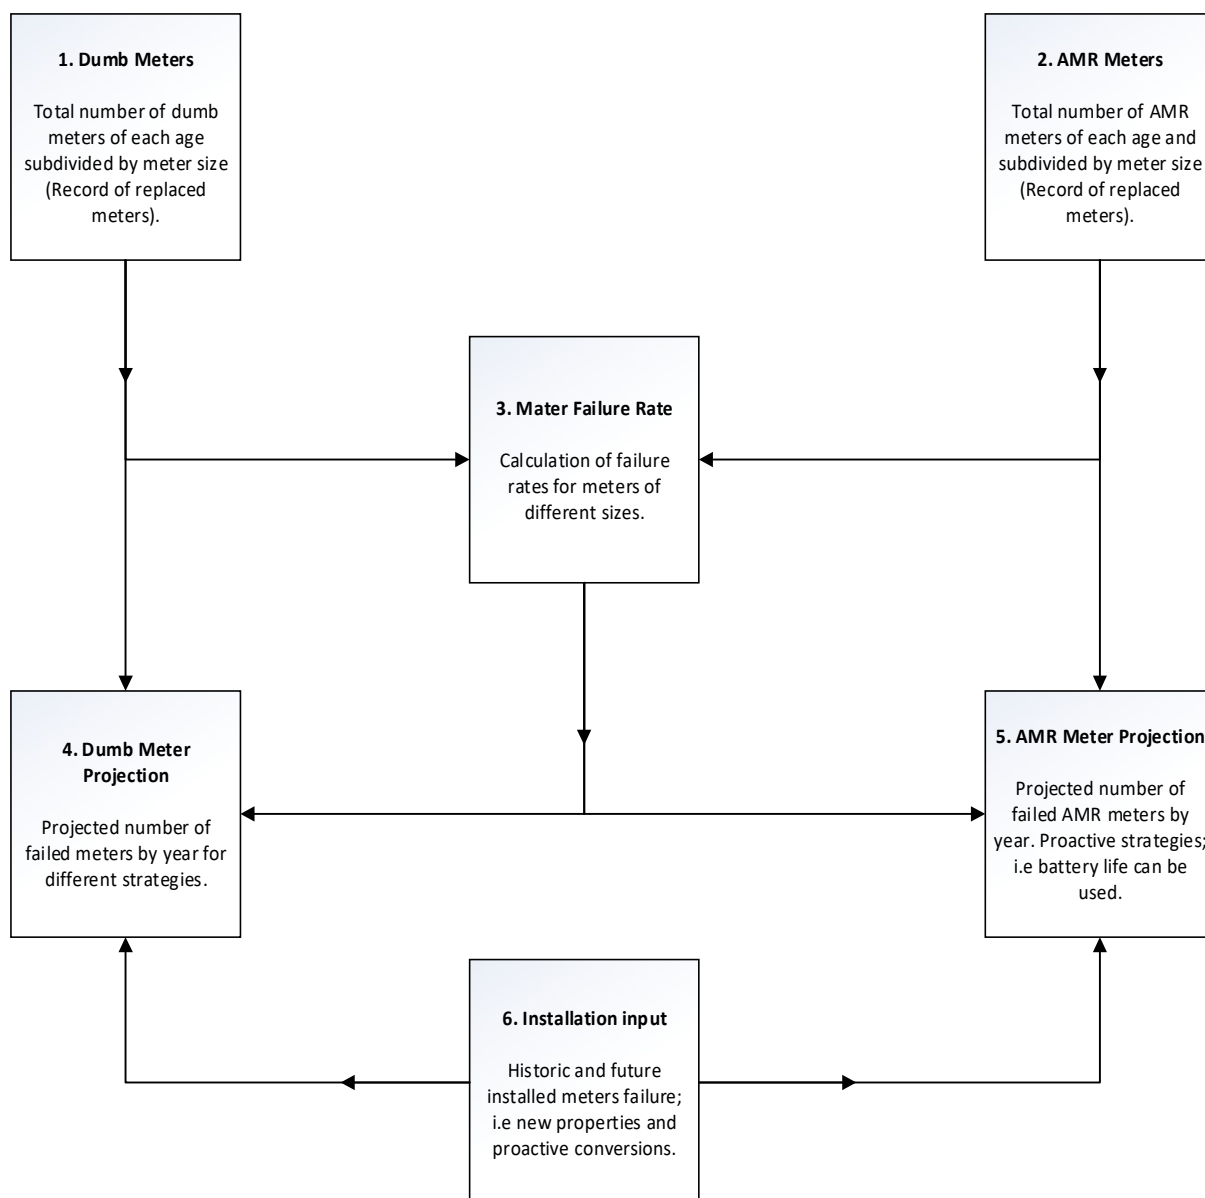 1. Dumb Meters
Total number of dumb
meters of each age
subdivided by meter size
(Record of replaced
meters).
2. AMR Meters
Total number of AMR
meters of each age and
subdivided by meter size
(Record of replaced
meters).
3. Mater Failure Rate
Calculation of failure
rates for meters of
different sizes.
4. Dumb Meter
Projection
Projected number of
failed meters by year for
different strategies.
5. AMR Meter Projection
Projected number of
failed AMR meters by
year. Proactive strategies;
i.e battery life can be
used.
6. Installation input
Historic and future
installed meters failure;
i.e new properties and
proactive conversions.